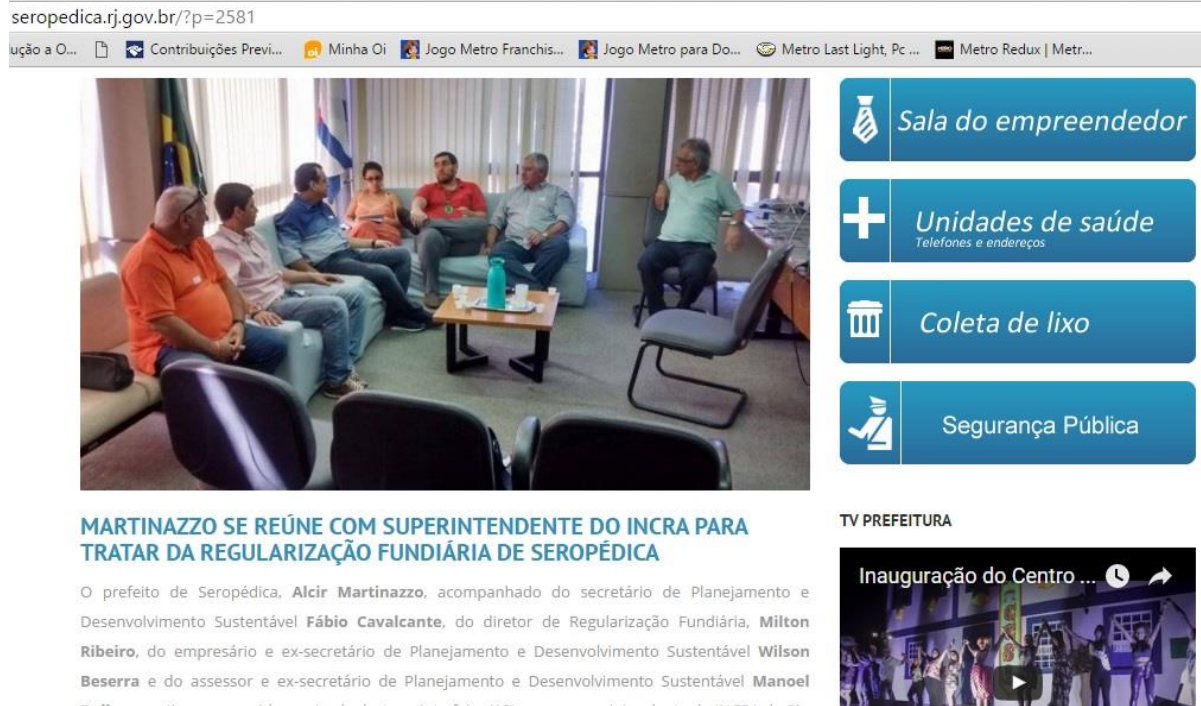 seropedica.rj.gov.br/?p=2581
ução a O... Contribuições Previ... Minha Oi Jogo Metro Franchis... Jogo Metro para Do... Metro Last Light, Pc ... Metro Redux | Metr...
Sala do empreendedor
Unidades de saúde
Telefones e endereços
Coleta de lixo
Segurança Pública
MARTINAZZO SE REÚNE COM SUPERINTENDENTE DO INCRA PARA
TRATAR DA REGULARIZAÇÃO FUNDIÁRIA DE SEROPÉDICA
O prefeito de Seropédica, Alcir Martinazzo, acompanhado do secretário de Planejamento e
Desenvolvimento Sustentável Fábio Cavalcante, do diretor de Regularização Fundiária, Milton
Ribeiro, do empresário e ex-secretário de Planejamento e Desenvolvimento Sustentável Wilson
Beserra e do assessor e ex-secretário de Planejamento e Desenvolvimento Sustentável Manoel
TV PREFEITURA
Inauguração do Centro ...